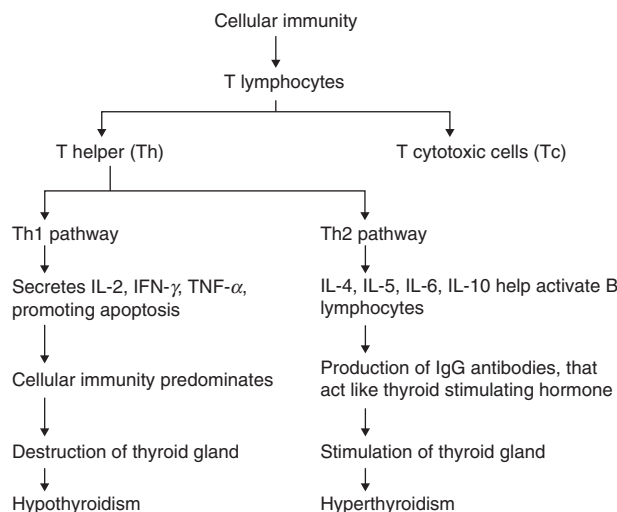 Cellular immunity
T lymphocytes
T helper (Th)
T cytotoxic cells (Tc)
Th1 pathway
Th2 pathway
Secretes IL-2, IFN-γ, TNF-α,
promoting apoptosis
IL-4, IL-5, IL-6, IL-10 help activate B
lymphocytes
Cellular immunity predominates
Production of IgG antibodies, that
act like thyroid stimulating hormone
Destruction of thyroid gland
Stimulation of thyroid gland
Hypothyroidism
Hyperthyroidism